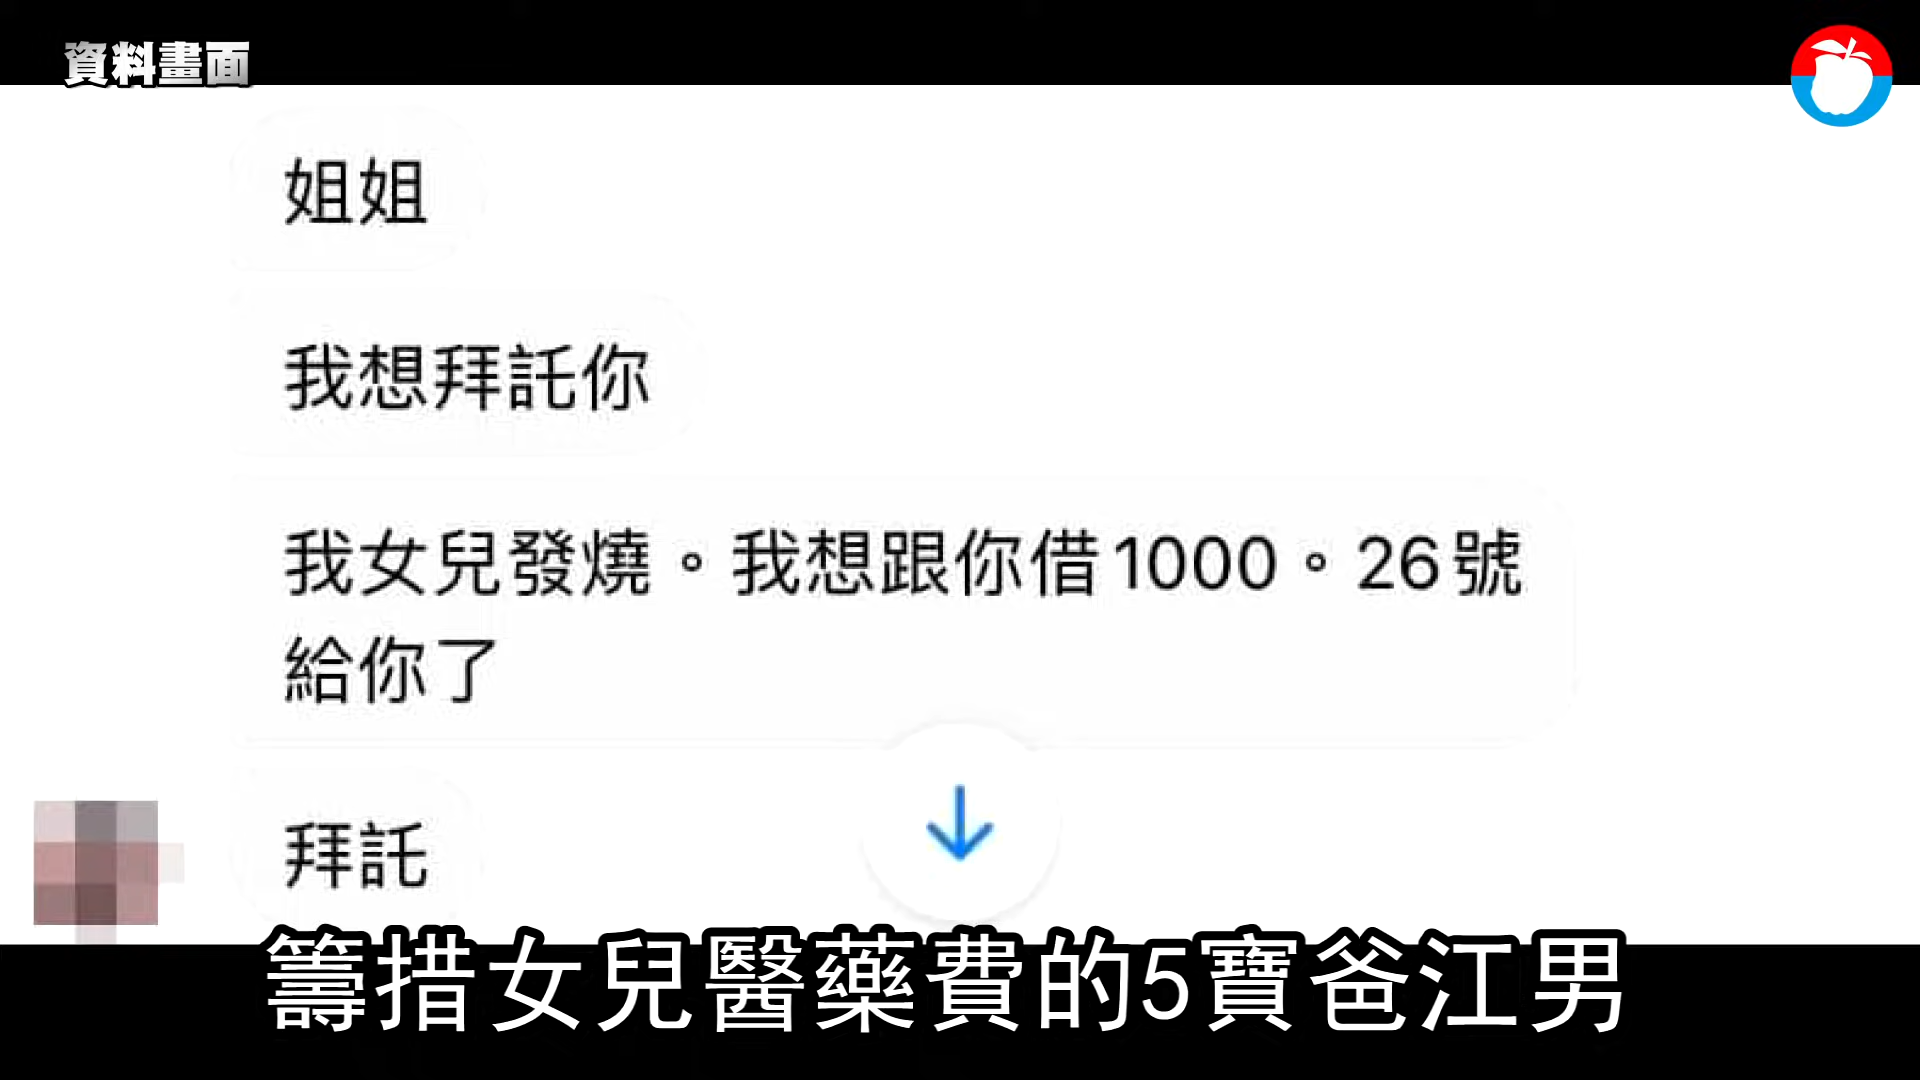 資料畫面
姐姐
我想拜託你
我女兒發燒。我想跟你借1000。26號
給你了
拜託
籌措女兒醫藥費的5寶爸江男